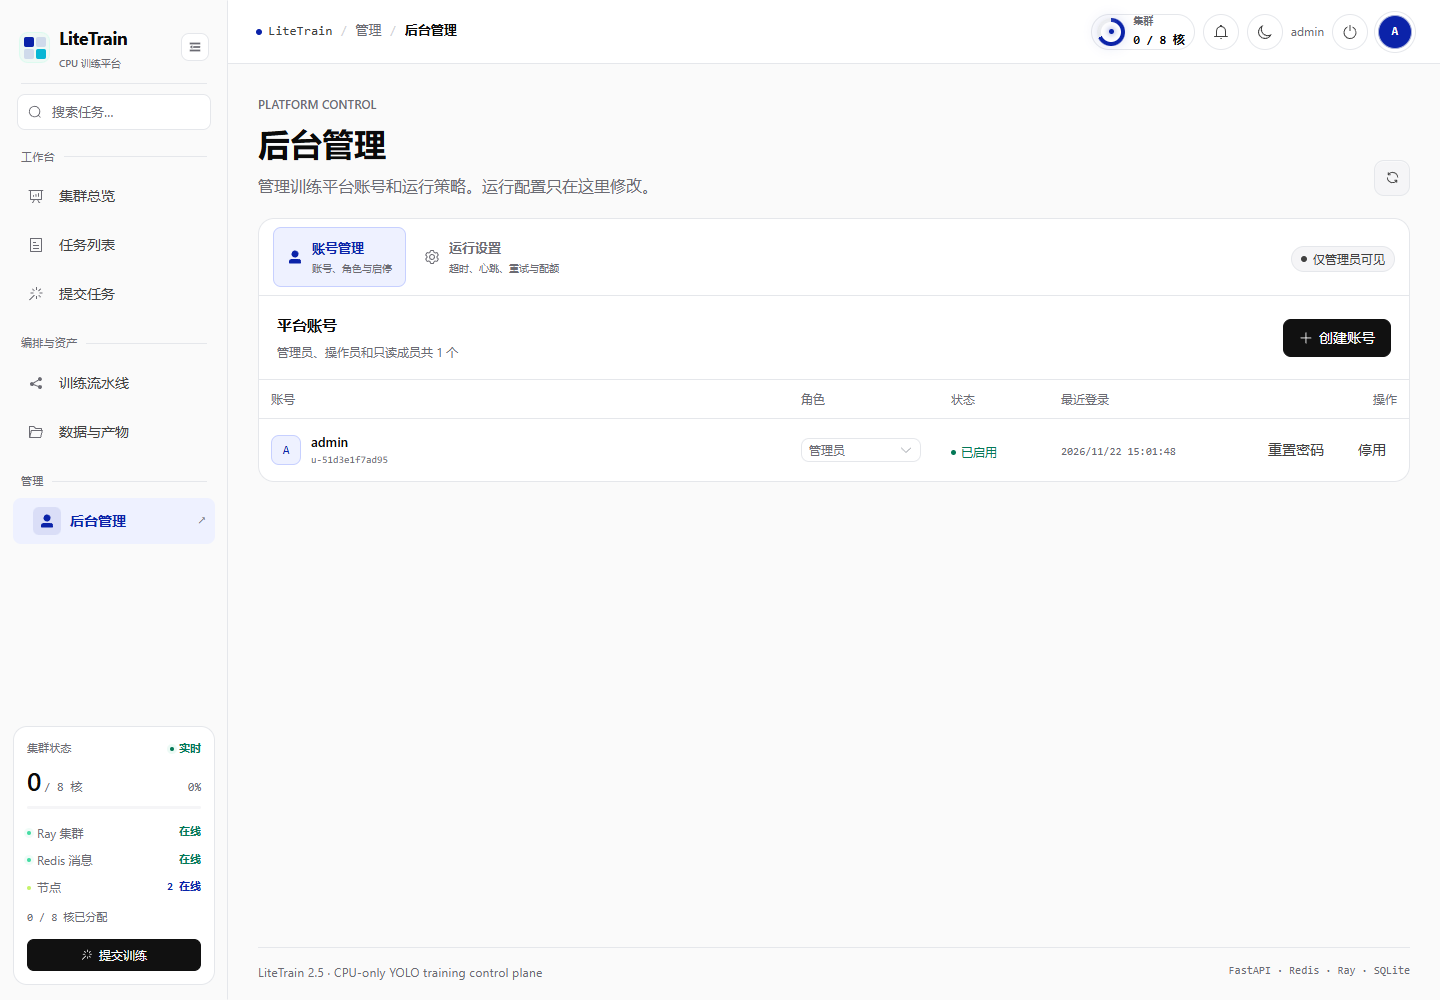 LiteTrain
CPU 训练平台
搜索任务...
工作台
集群总览
任务列表
提交任务
编排与资产
训练流水线
数据与产物
管理
后台管理
集群状态
实时
0 / 8 核
0%
Ray 集群
在线
Redis 消息
在线
节点
2 在线
0 / 8 核已分配
提交训练
LiteTrain / 管理 / 后台管理
集群
0 / 8 核
admin
A
PLATFORM CONTROL
后台管理
管理训练平台账号和运行策略。运行配置只在这里修改。
账号管理
账号、角色与启停
运行设置
超时、心跳、重试与配额
仅管理员可见
平台账号
管理员、操作员和只读成员共 1 个
创建账号
账号 角色 状态 最近登录 操作
A
admin
u-51d3e1f7ad95
管理员
已启用
2026/11/22 15:01:48
重置密码
停用
LiteTrain 2.5 · CPU-only YOLO training control plane
FastAPI · Redis · Ray · SQLite